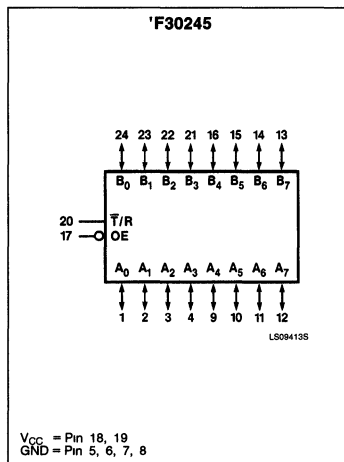 'F30245
24 23 22 21 16 15 14 13
B0 B1 B2 B3 B4 B5 B6 B7
20 T̅/R
17 OE
A0 A1 A2 A3 A4 A5 A6 A7
1 2 3 4 9 10 11 12
LS09413S
VCC = Pin 18, 19
GND = Pin 5, 6, 7, 8